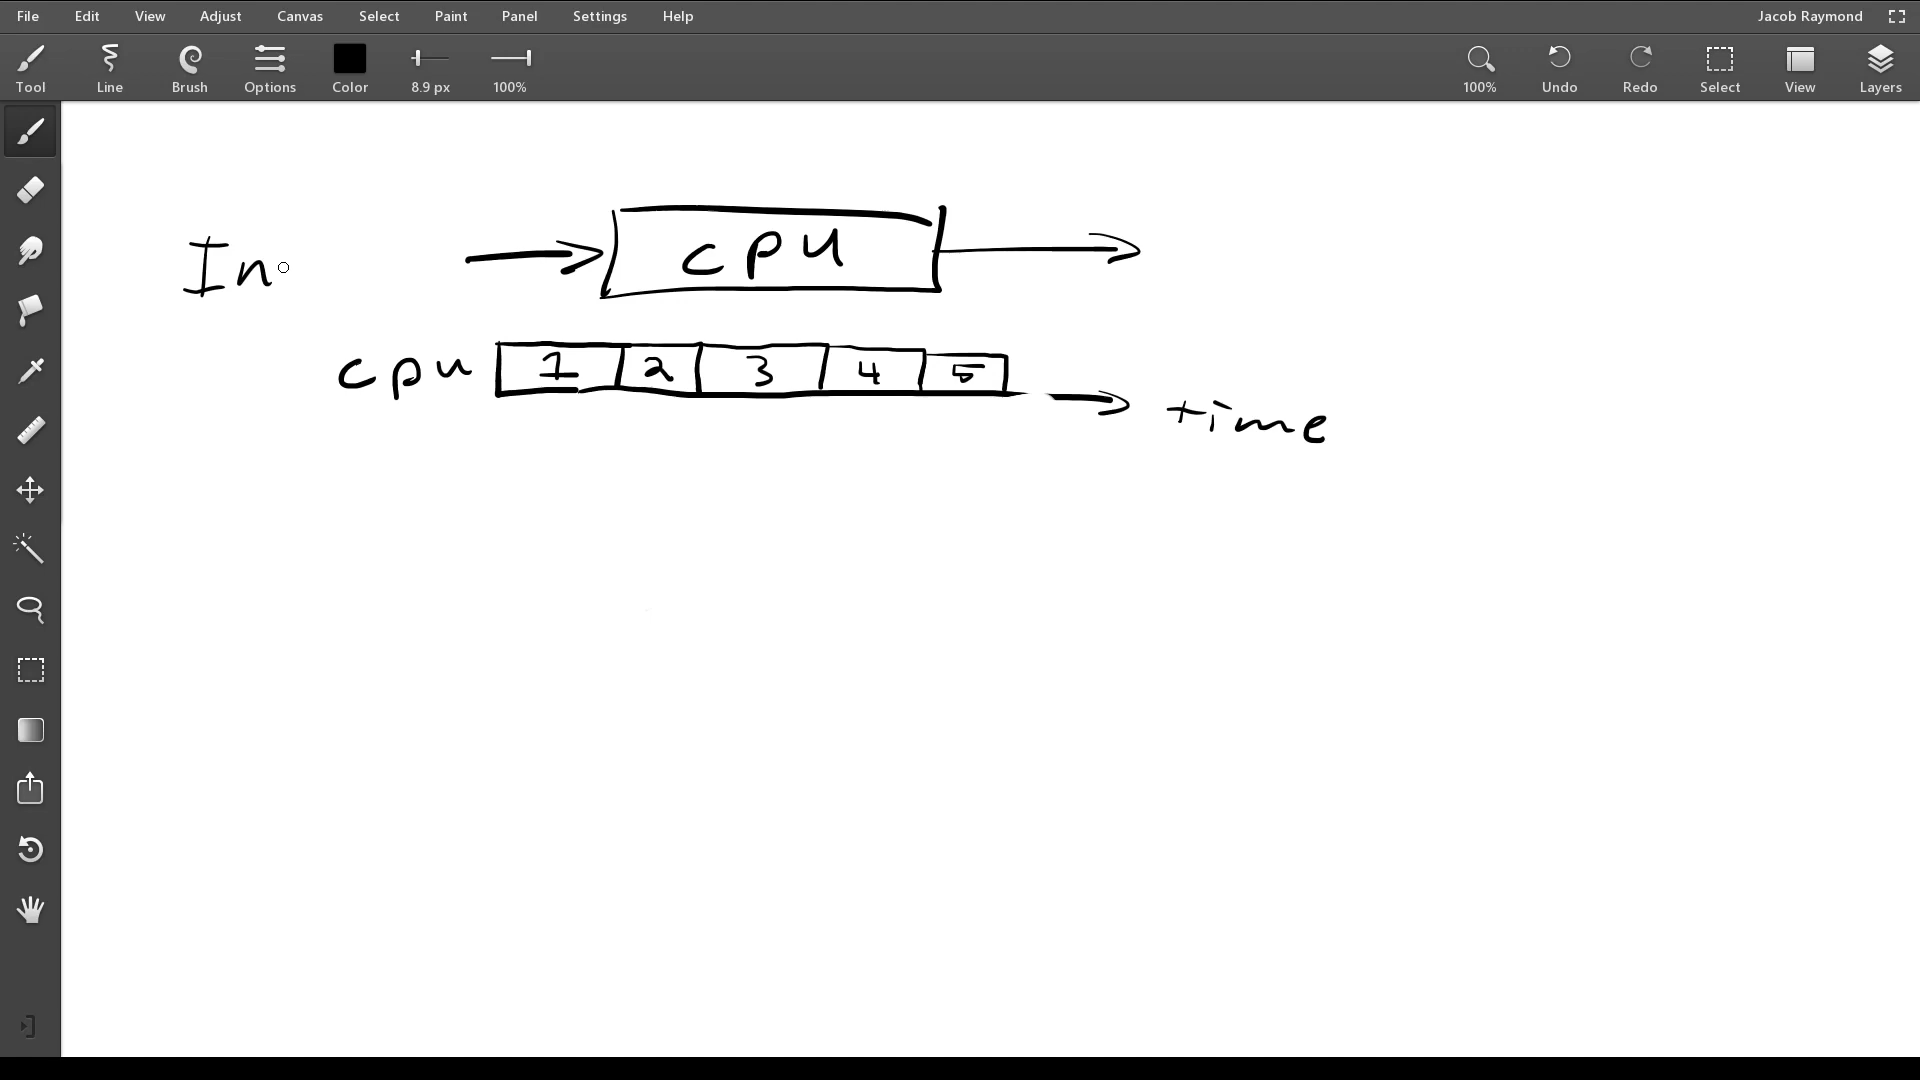 File Edit View Adjust Canvas Select Paint Panel Settings Help Jacob Raymond
Tool Line Brush Options Color 8.9 px 100% 100% Undo Redo Select View Layers
cpu
In
cpu 1 2 3 4 5
time